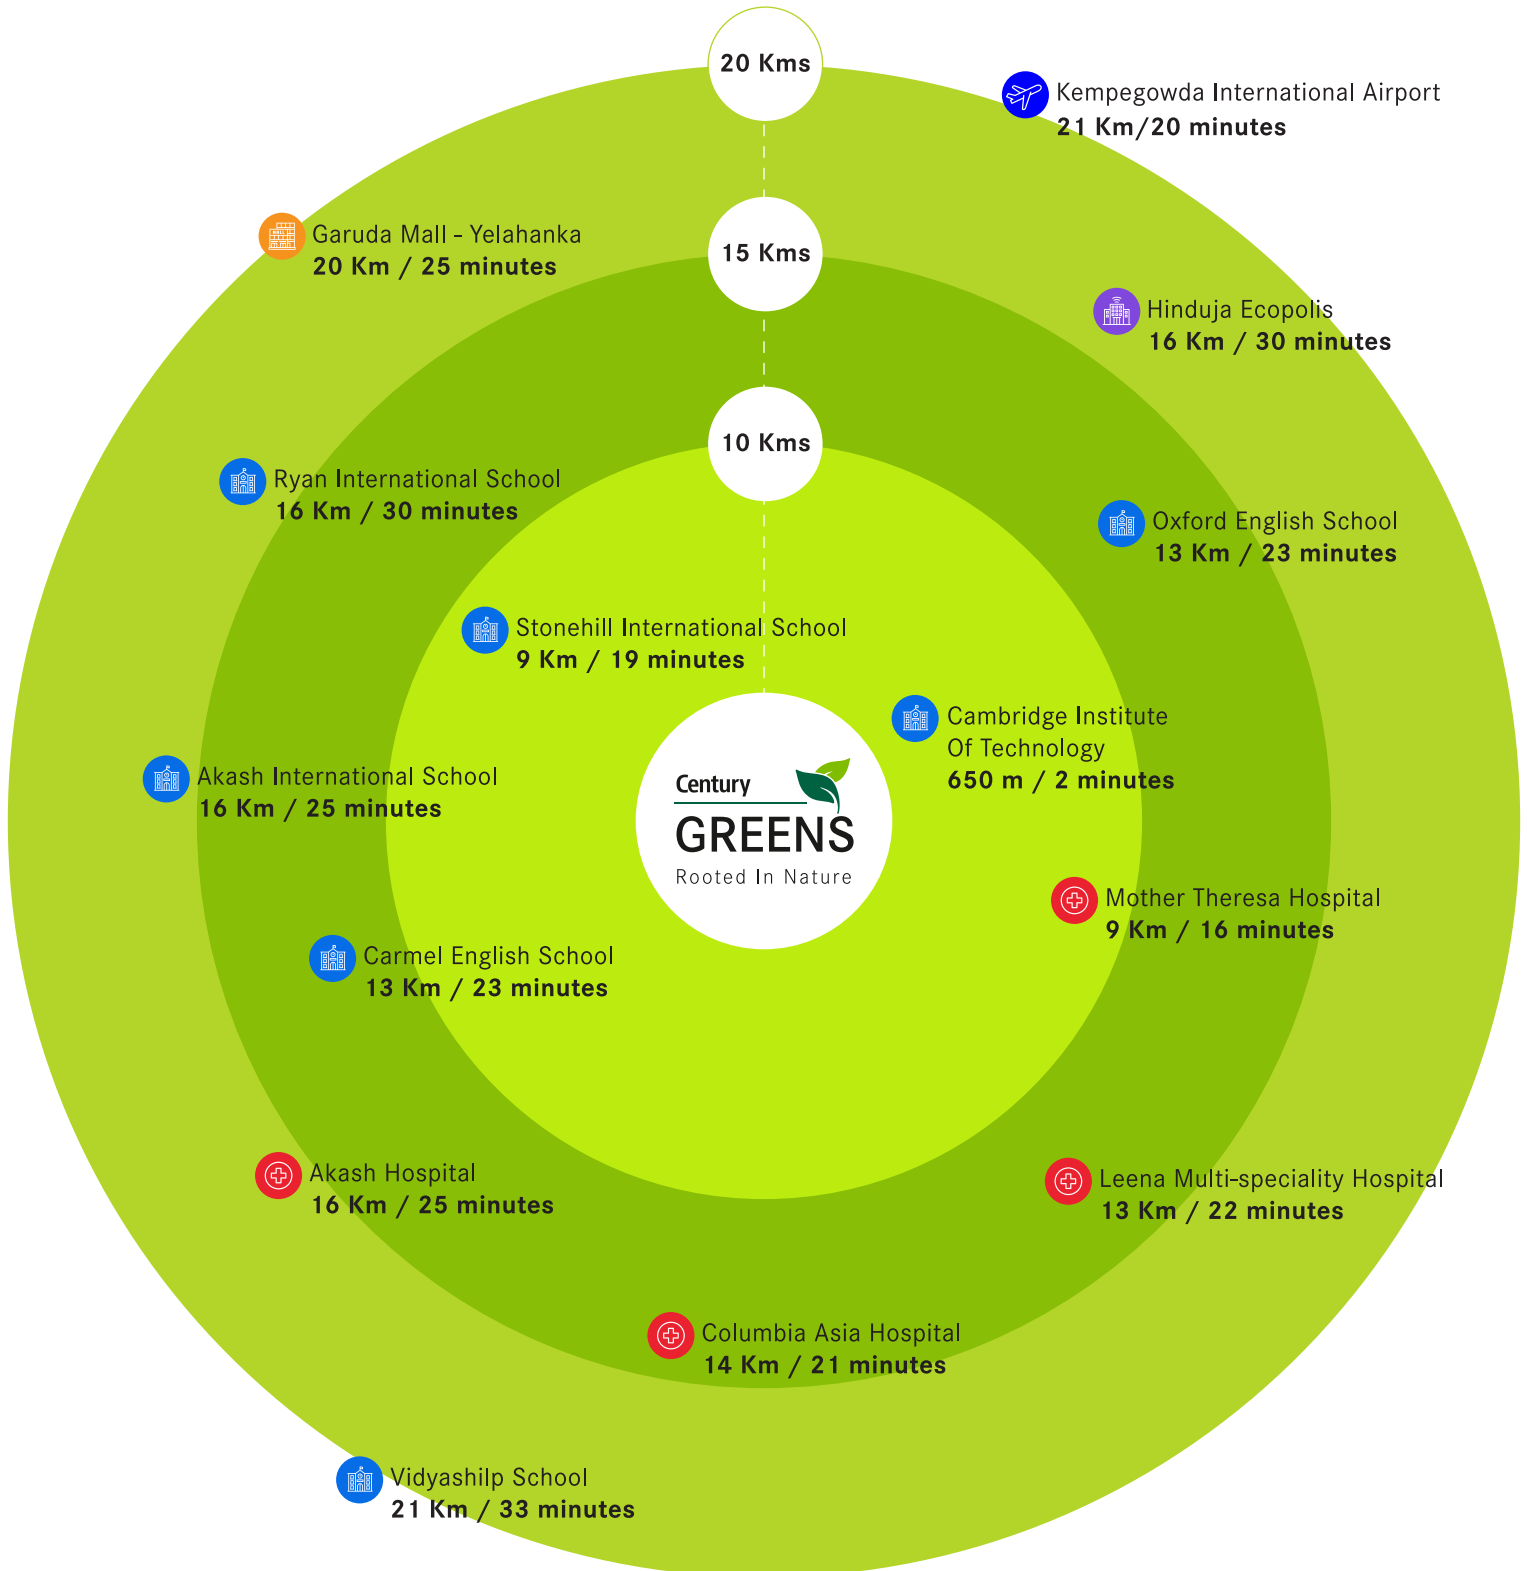 20 Kms
Kempegowda International Airport
21 Km/20 minutes
Garuda Mall - Yelahanka
20 Km / 25 minutes
15 Kms
Hinduja Ecopolis
16 Km / 30 minutes
10 Kms
Ryan International School
16 Km / 30 minutes
Oxford English School
13 Km / 23 minutes
Stonehill International School
9 Km / 19 minutes
Cambridge Institute
Of Technology
650 m / 2 minutes
Akash International School
16 Km / 25 minutes
Century
GREENS
Rooted In Nature
Mother Theresa Hospital
9 Km / 16 minutes
Carmel English School
13 Km / 23 minutes
Akash Hospital
16 Km / 25 minutes
Leena Multi-speciality Hospital
13 Km / 22 minutes
Columbia Asia Hospital
14 Km / 21 minutes
Vidyashilp School
21 Km / 33 minutes